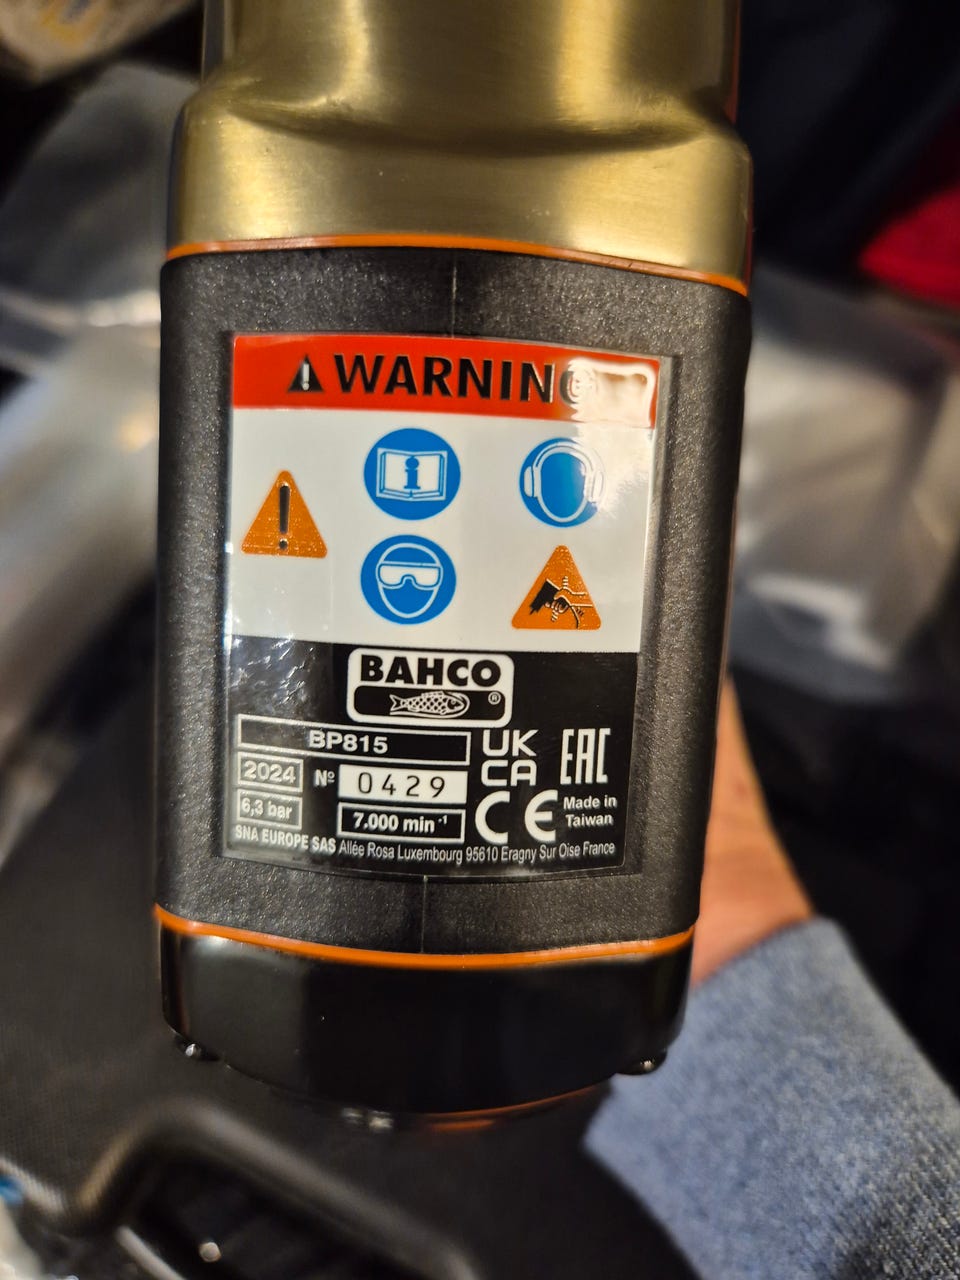 WARNING
BAHCO
®
BP815
2024 Nº 0429
6,3 bar 7.000 min⁻¹
UK
CA
EAC
CE
Made in
Taiwan
SNA EUROPE SAS Allée Rosa Luxembourg 95610 Eragny Sur Oise France